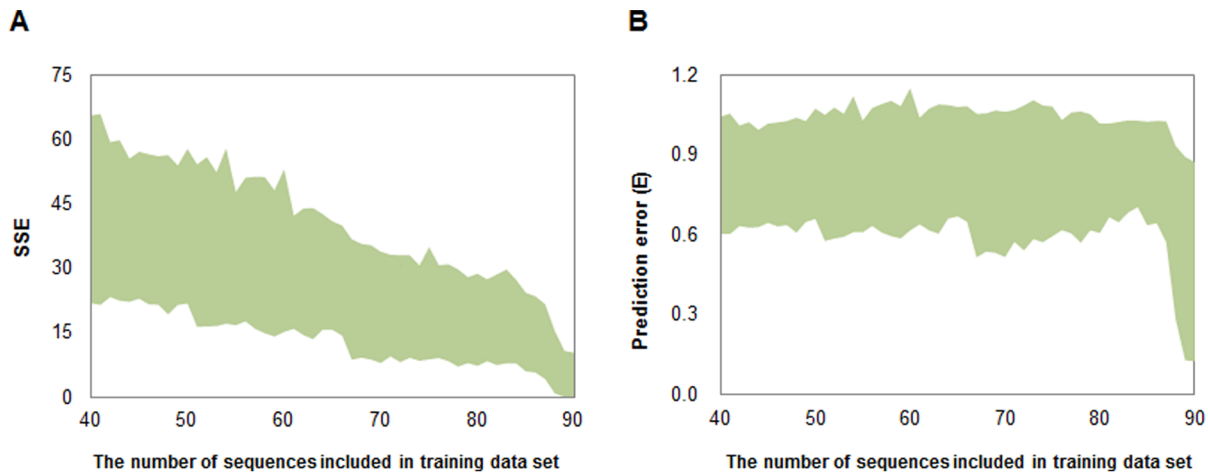 A
B
75
60
45
30
15
0
SSE
40 50 60 70 80 90
The number of sequences included in training data set
1.2
0.9
0.6
0.3
0.0
Prediction error (E)
40 50 60 70 80 90
The number of sequences included in training data set